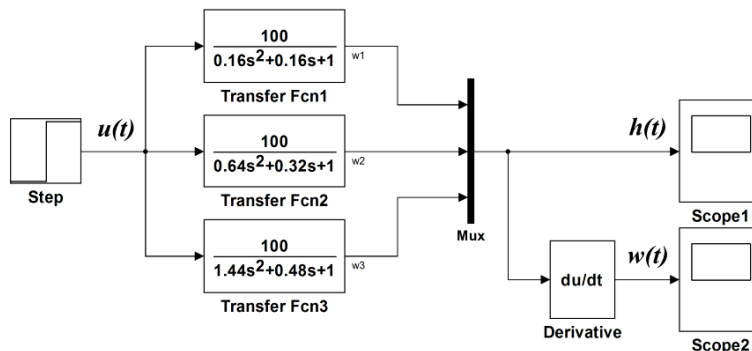 100
0.16s²+0.16s+1
w1
Transfer Fcn1
u(t)
Step
100
0.64s²+0.32s+1
w2
Transfer Fcn2
100
1.44s²+0.48s+1
w3
Transfer Fcn3
Mux
h(t)
Scope1
du/dt
Derivative
w(t)
Scope2